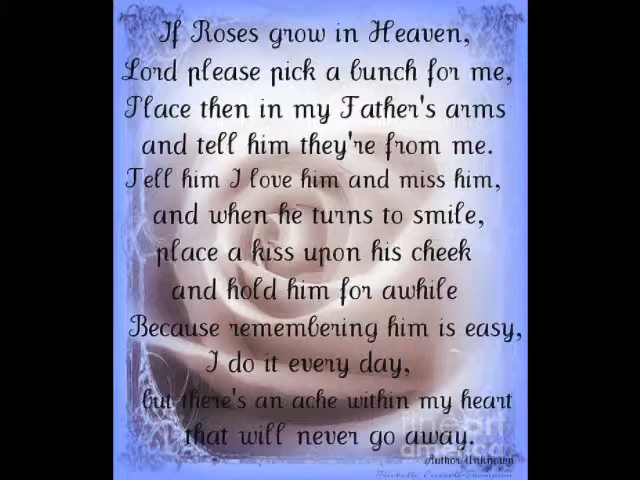 If Roses grow in Heaven,
Lord please pick a bunch for me,
Place then in my Father's arms
and tell him they're from me.
Tell him I love him and miss him,
and when he turns to smile,
place a kiss upon his cheek
and hold him for awhile
Because remembering him is easy,
I do it every day,
but there's an ache within my heart
that will never go away.
fine art
america
Author Unknown